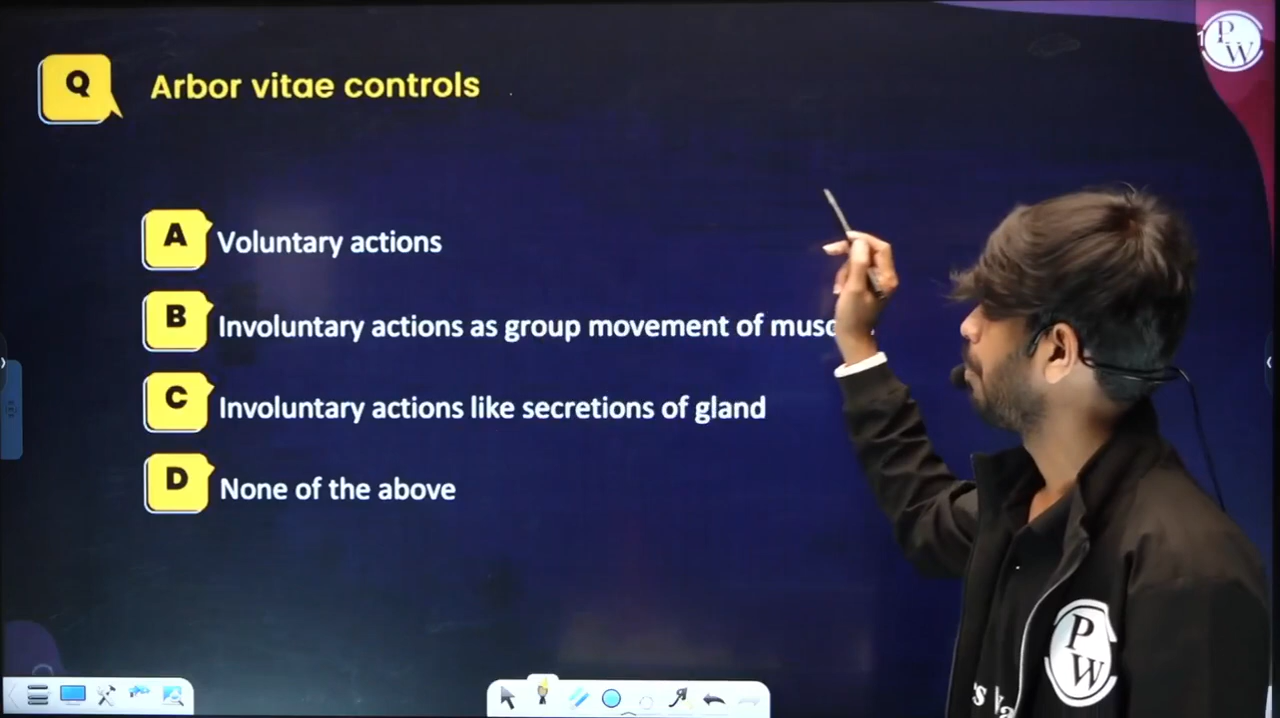 Q Arbor vitae controls
A Voluntary actions
B Involuntary actions as group movement of
C Involuntary actions like secretions of gland
D None of the above
PW
PW